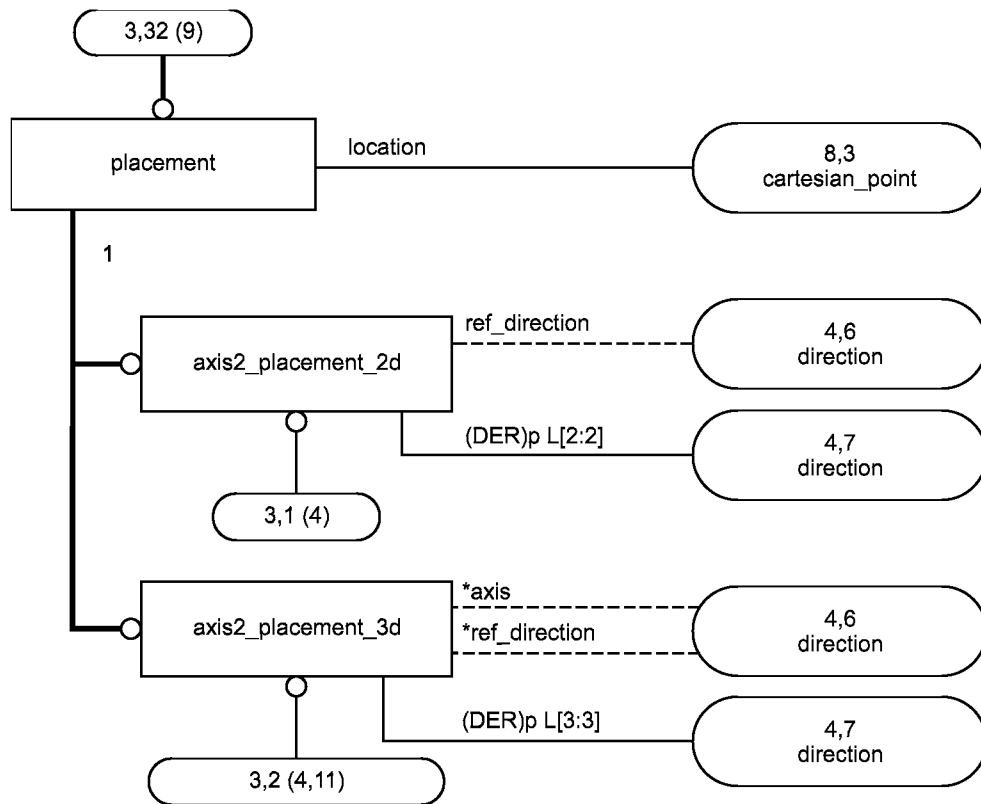 3,32 (9)
placement
location
8,3
cartesian_point
1
axis2_placement_2d
ref_direction
4,6
direction
(DER)p L[2:2]
4,7
direction
3,1 (4)
axis2_placement_3d
*axis
*ref_direction
4,6
direction
(DER)p L[3:3]
4,7
direction
3,2 (4,11)